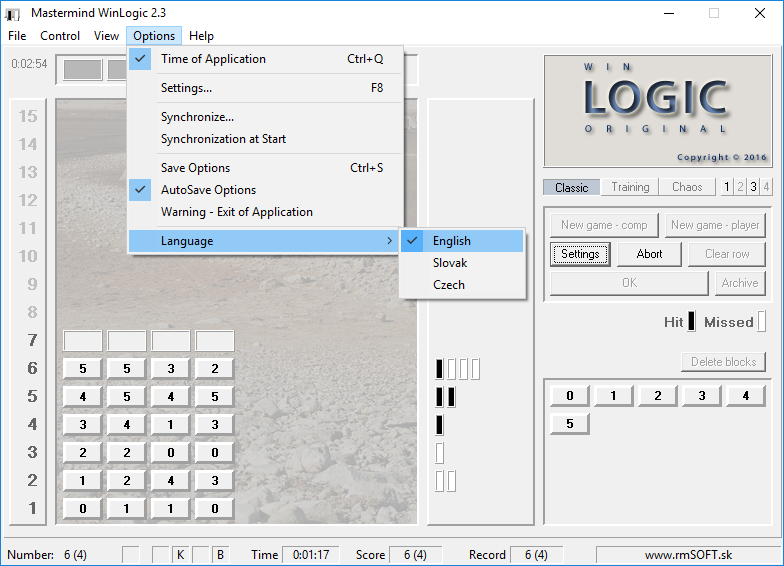 Mastermind WinLogic 2.3
File Control View Options Help
0:02:54
Time of Application Ctrl+Q
Settings... F8
Synchronize...
Synchronization at Start
Save Options Ctrl+S
AutoSave Options
Warning - Exit of Application
Language
English
Slovak
Czech
WIN
LOGIC
ORIGINAL
Copyright © 2016
Classic Training Chaos 1 2 3 4
New game - comp New game - player
Settings Abort Clear row
OK Archive
Hit Missed
Delete blocks
0 1 2 3 4
5
15
14
13
12
11
10
9
8
7
6 5 5 3 2
5 4 5 4 5
4 3 4 1 3
3 2 2 0 0
2 1 2 4 3
1 0 1 1 0
Number: 6 (4) K B Time 0:01:17 Score 6 (4) Record 6 (4) www.rmSOFT.sk